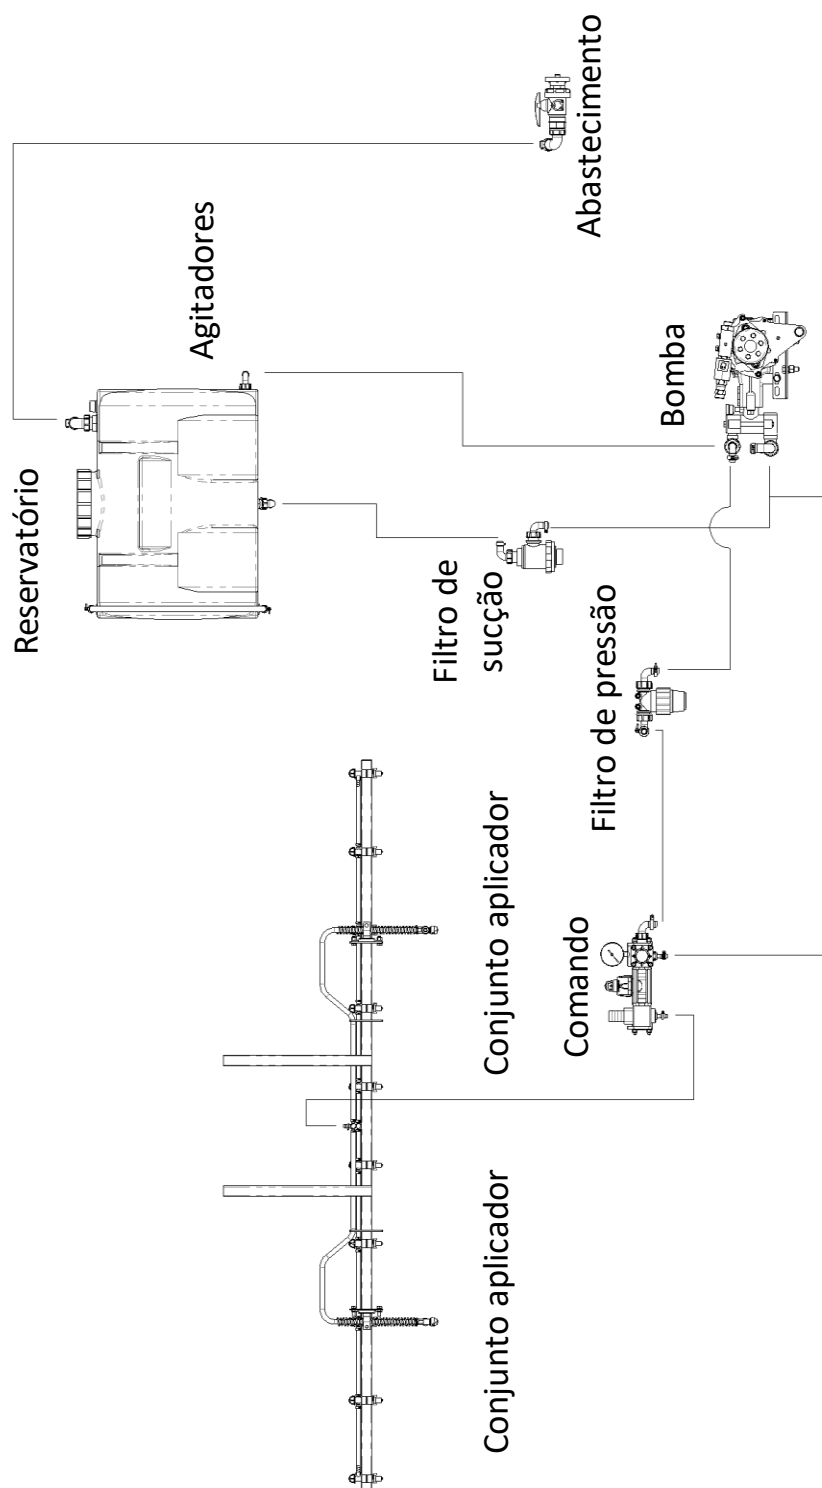 Reservatório
Agitadores
Abastecimento
Filtro de
sucção
Bomba
Filtro de pressão
Comando
Conjunto aplicador
Conjunto aplicador